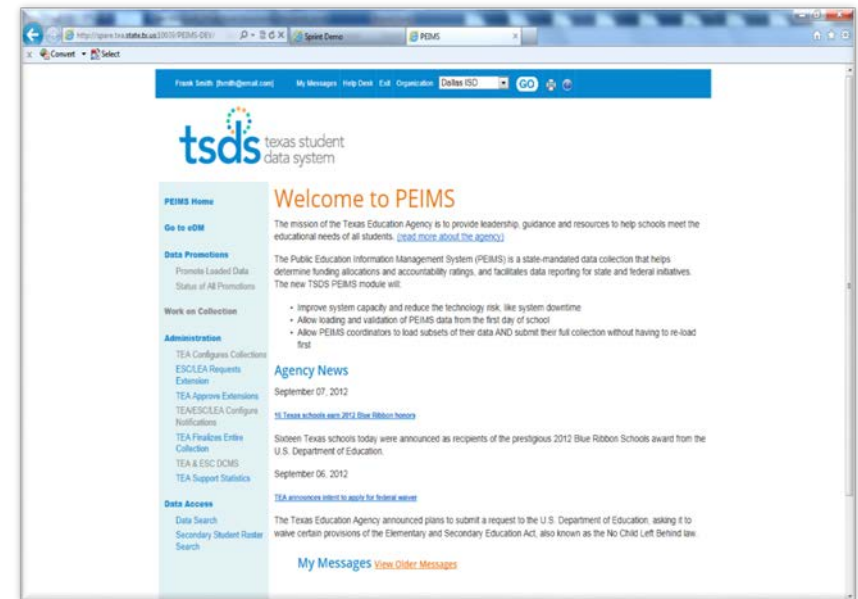 Sprint Demo
PEIMS
Convert
Select
Frank Smith
My Messages Help Desk Exit Organization Dallas ISD GO
tsds texas student
data system
PEIMS Home
Go to eDM
Data Promotions
Promote Loaded Data
Status of All Promotions
Work on Collection
Administration
TEA Configures Collections
ESC/LEA Requests
Extension
TEA Approve Extensions
TEA/ESC/LEA Configure
Notifications
TEA Finalizes Entire
Collection
TEA & ESC DCMS
TEA Support Statistics
Data Access
Data Search
Secondary Student Roster
Search
Welcome to PEIMS
The mission of the Texas Education Agency is to provide leadership, guidance and resources to help schools meet the
educational needs of all students. (read more about the agency)
The Public Education Information Management System (PEIMS) is a state-mandated data collection that helps
determine funding allocations and accountability ratings, and facilitates data reporting for state and federal initiatives.
The new TSDS PEIMS module will:
• Improve system capacity and reduce the technology risk, like system downtime
• Allow loading and validation of PEIMS data from the first day of school
• Allow PEIMS coordinators to load subsets of their data AND submit their full collection without having to re-load
first
Agency News
September 07, 2012
16 Texas schools earn 2012 Blue Ribbon honors
Sixteen Texas schools today were announced as recipients of the prestigious 2012 Blue Ribbon Schools award from the
U.S. Department of Education.
September 06, 2012
TEA announces intent to apply for federal waiver
The Texas Education Agency announced plans to submit a request to the U.S. Department of Education, asking it to
waive certain provisions of the Elementary and Secondary Education Act, also known as the No Child Left Behind law.
My Messages View Older Messages